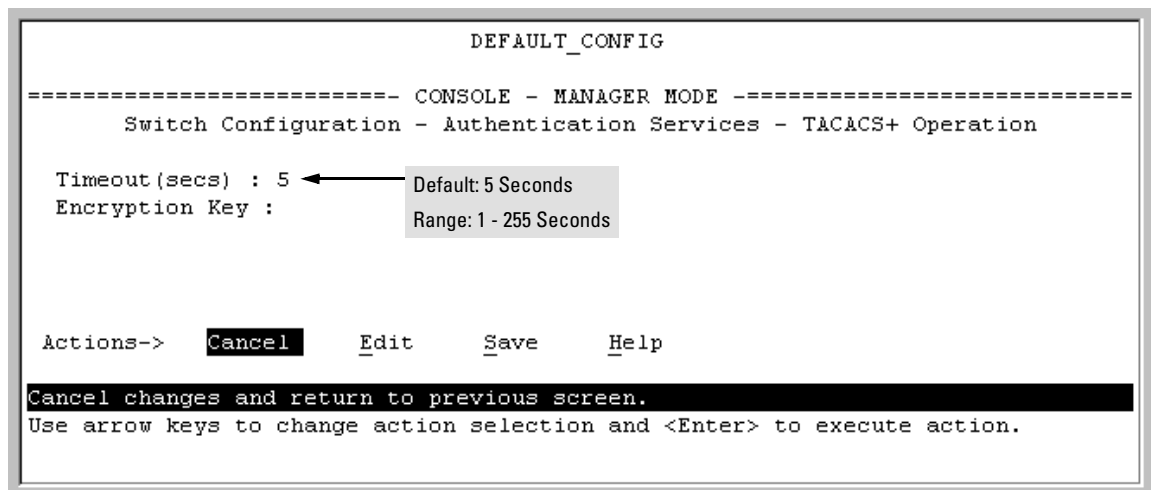 DEFAULT_CONFIG
============================- CONSOLE - MANAGER MODE -============================
Switch Configuration - Authentication Services - TACACS+ Operation
Timeout(secs) : 5
Default: 5 Seconds
Encryption Key :
Range: 1 - 255 Seconds
Actions-> Cancel Edit Save Help
Cancel changes and return to previous screen.
Use arrow keys to change action selection and <Enter> to execute action.